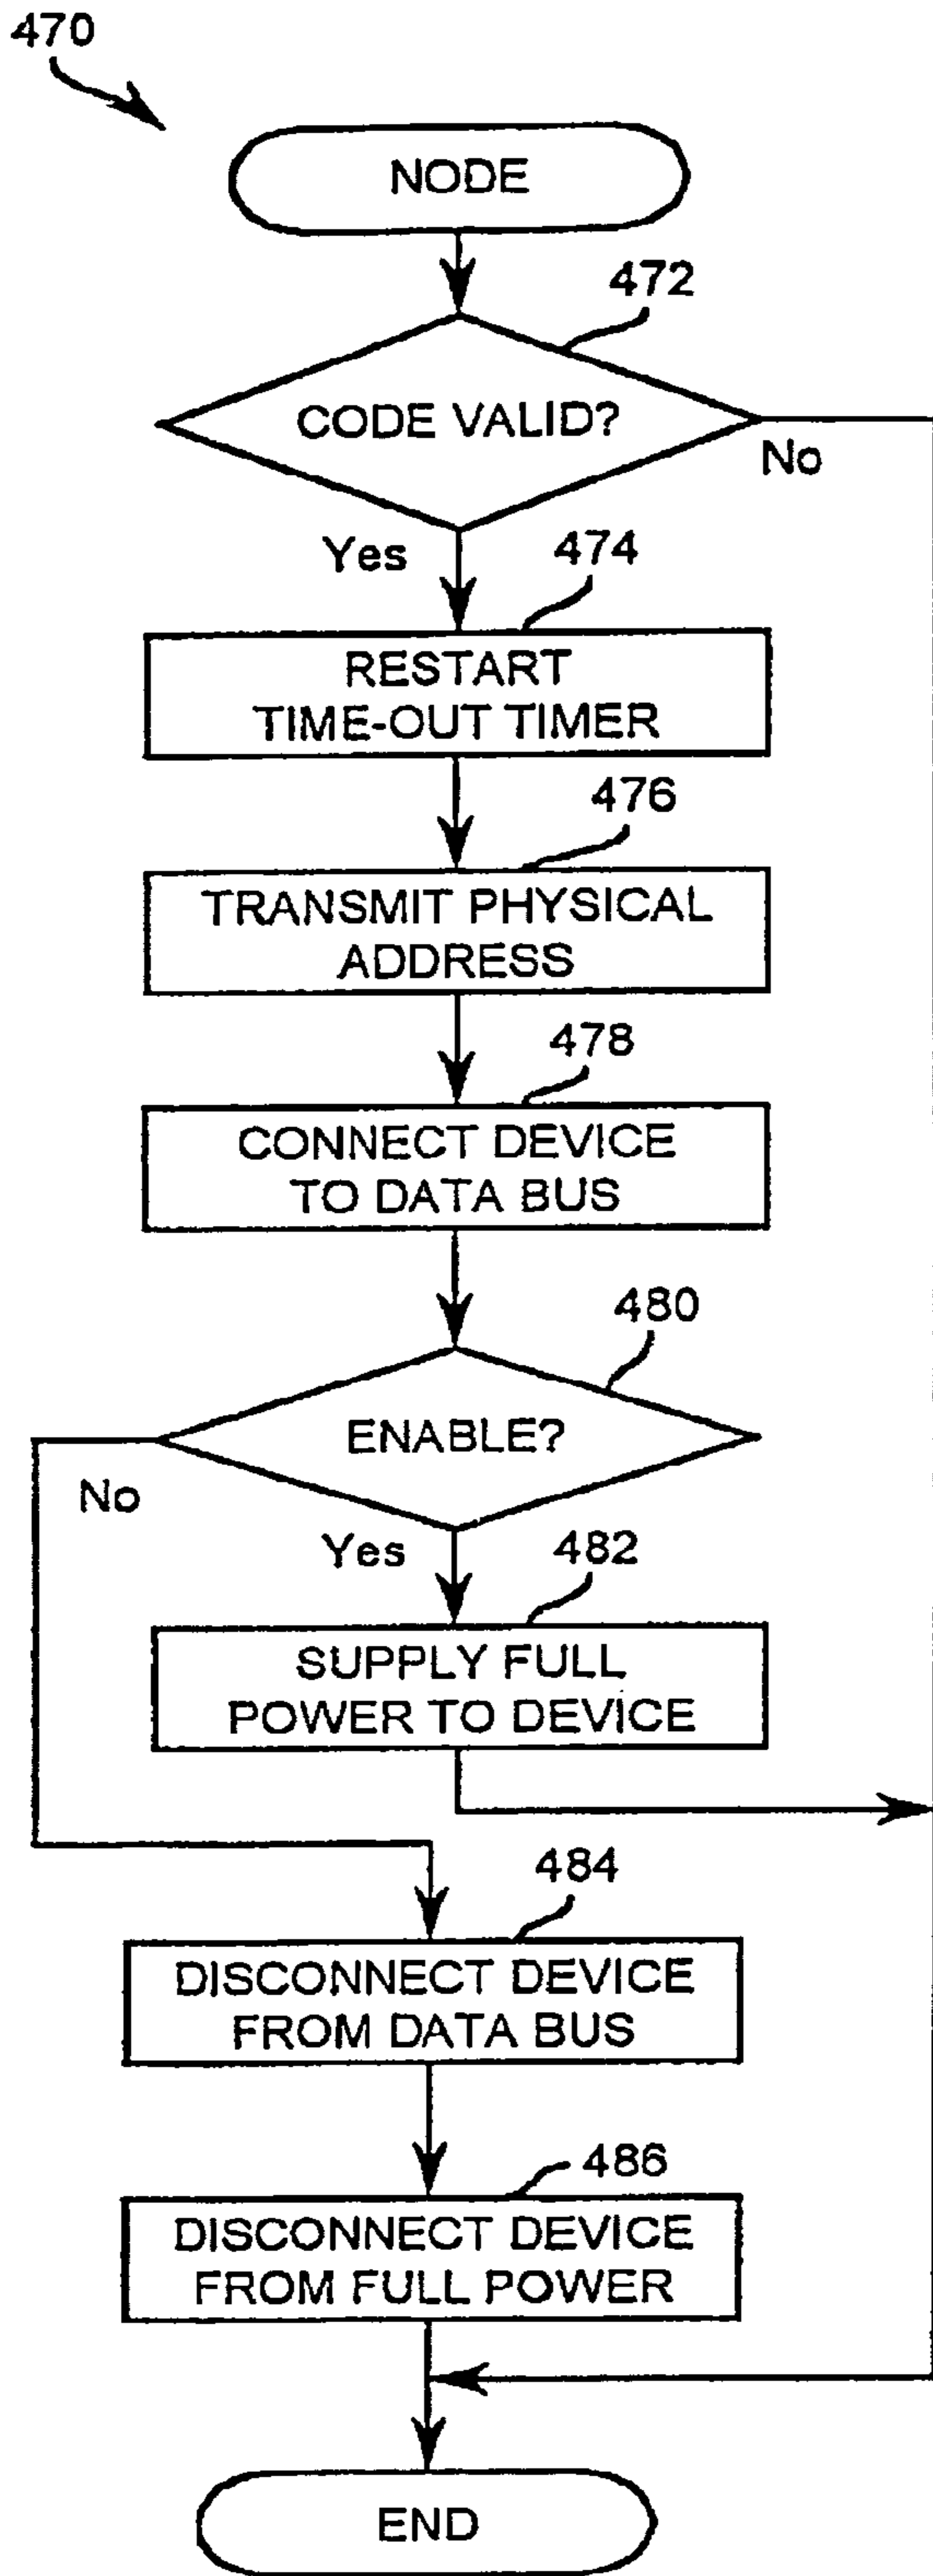 470
NODE
472
CODE VALID?
No
Yes
474
RESTART
TIME-OUT TIMER
476
TRANSMIT PHYSICAL
ADDRESS
478
CONNECT DEVICE
TO DATA BUS
480
ENABLE?
No
Yes
482
SUPPLY FULL
POWER TO DEVICE
484
DISCONNECT DEVICE
FROM DATA BUS
486
DISCONNECT DEVICE
FROM FULL POWER
END